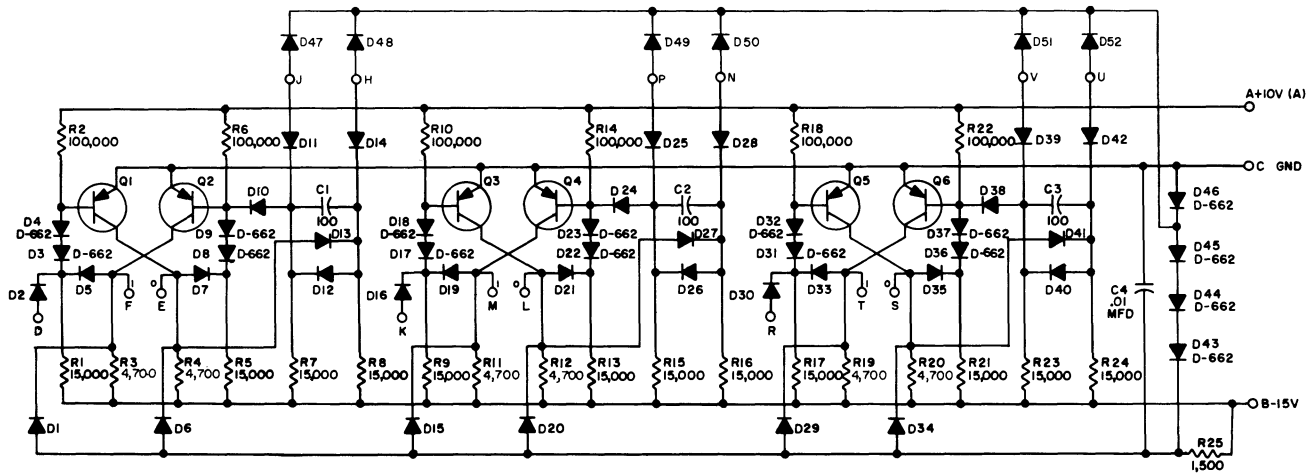 D47 D48 D49 D50 D51 D52
J H P N V U
A+10V (A)
R2 100,000
R6 100,000
D11 D14
R10 100,000
R14 100,000
D25 D28
R18 100,000
R22 100,000
D39 D42
C GND
Q1 Q2 Q3 Q4 Q5 Q6
D10 C1 100 D13
D24 C2 100 D27
D38 C3 100 D41
D46 D-662
D4 D-662
D3 D-662
D9 D-662
D8 D-662
D18 D-662
D17 D-662
D23 D-662
D22 D-662
D32 D-662
D31 D-662
D37 D-662
D36 D-662
D45 D-662
D2 D5 1 0 D7 D12
D16 D19 1 0 D21 D26
D30 D33 1 0 D35 D40
C4 .01 MFD
D44 D-662
D F E K M L R T S
D43 D-662
R1 15,000
R3 4,700
R4 4,700
R5 15,000
R7 15,000
R8 15,000
R9 15,000
R11 4,700
R12 4,700
R13 15,000
R15 15,000
R16 15,000
R17 15,000
R19 4,700
R20 4,700
R21 15,000
R23 15,000
R24 15,000
B-15V
D1 D6 D15 D20 D29 D34
R25 1,500